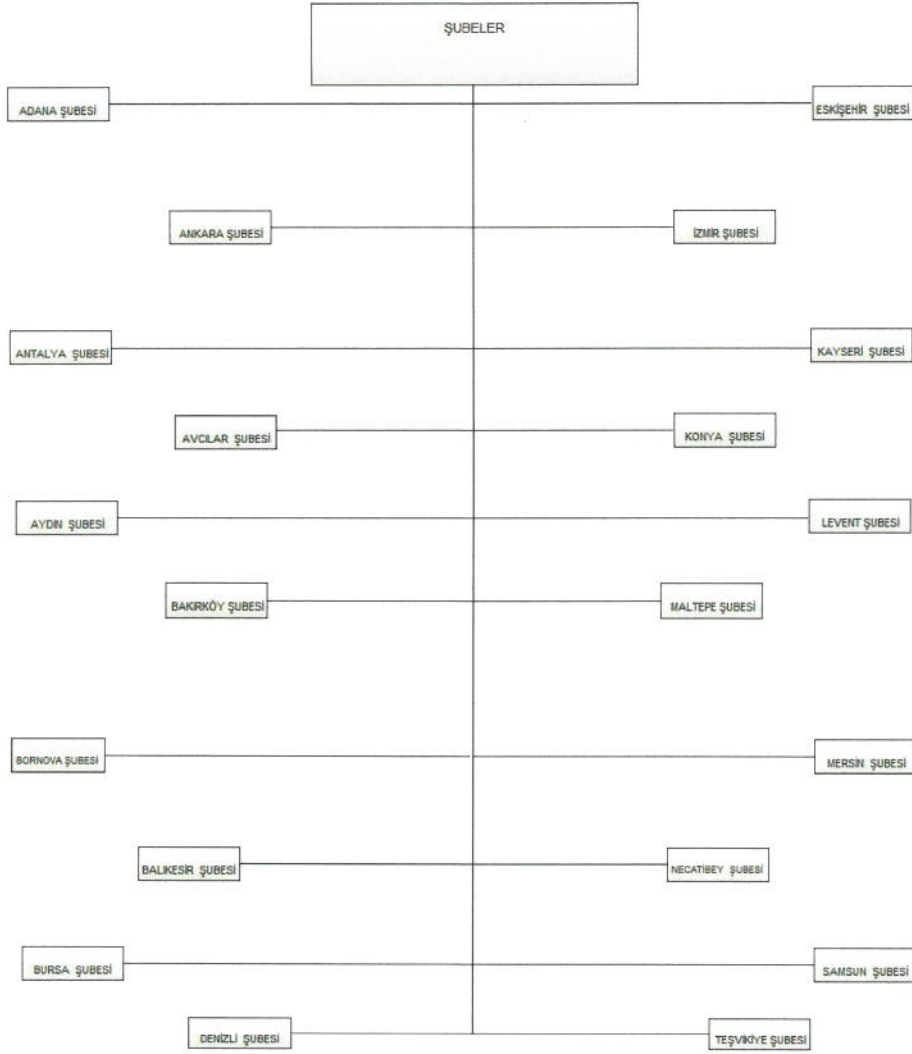 ŞUBELER
ADANA ŞUBESİ
ESKİŞEHİR ŞUBESİ
ANKARA ŞUBESİ
İZMİR ŞUBESİ
ANTALYA ŞUBESİ
KAYSERİ ŞUBESİ
AVCILAR ŞUBESİ
KONYA ŞUBESİ
AYDIN ŞUBESİ
LEVENT ŞUBESİ
BAKIRKÖY ŞUBESİ
MALTEPE ŞUBESİ
BORNOVA ŞUBESİ
MERSİN ŞUBESİ
BALIKESİR ŞUBESİ
NECATİBEY ŞUBESİ
BURSA ŞUBESİ
SAMSUN ŞUBESİ
DENİZLİ ŞUBESİ
TEŞVİKİYE ŞUBESİ